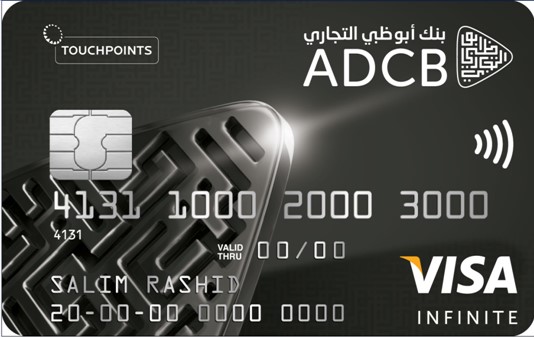 TOUCHPOINTS
بنك أبوظبي التجاري
ADCB
4131 1000 2000 3000
4131
VALID
THRU 00/00
SALIM RASHID
20-00-00 0000 0000
VISA
INFINITE